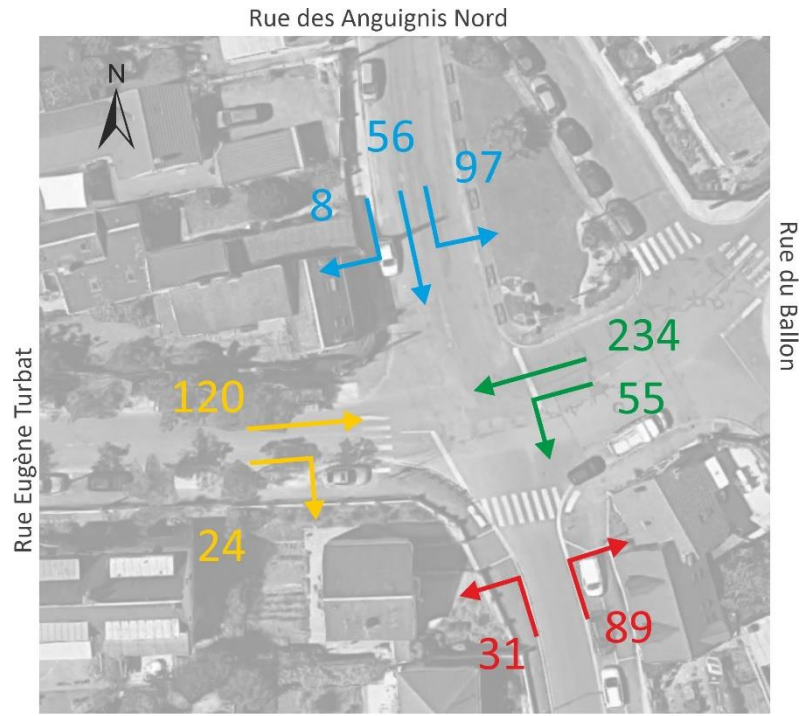 Rue des Anguignis Nord
N
56
97
8
Rue du Ballon
234
55
120
Rue Eugène Turbat
24
31
89